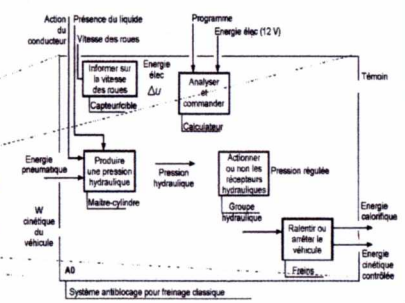 Action
du
conducteur
Présence du liquide
Vitesse des roues
Programme
Energie élec (12 V)
Informer sur
la vitesse
des roues
Energie
élec
ΔU
Analyser
et
commander
Témoin
Capteur/cible
Calculateur
Energie
pneumatique
Produire
une pression
hydraulique
Pression
hydraulique
Actionner
ou non les
récepteurs
hydrauliques
Pression régulée
Maitre-cylindre
Groupe
hydraulique
W
cinétique
du
véhicule
Ralentir ou
arrêter le
véhicule
Energie
calorifique
Energie
cinétique
contrôlée
Freins
A0
Système antiblocage pour freinage classique